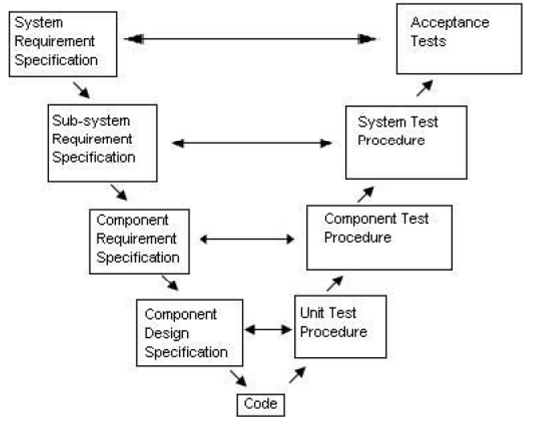 System
Requirement
Specification
Acceptance
Tests
Sub-system
Requirement
Specification
System Test
Procedure
Component
Requirement
Specification
Component Test
Procedure
Component
Design
Specification
Unit Test
Procedure
Code